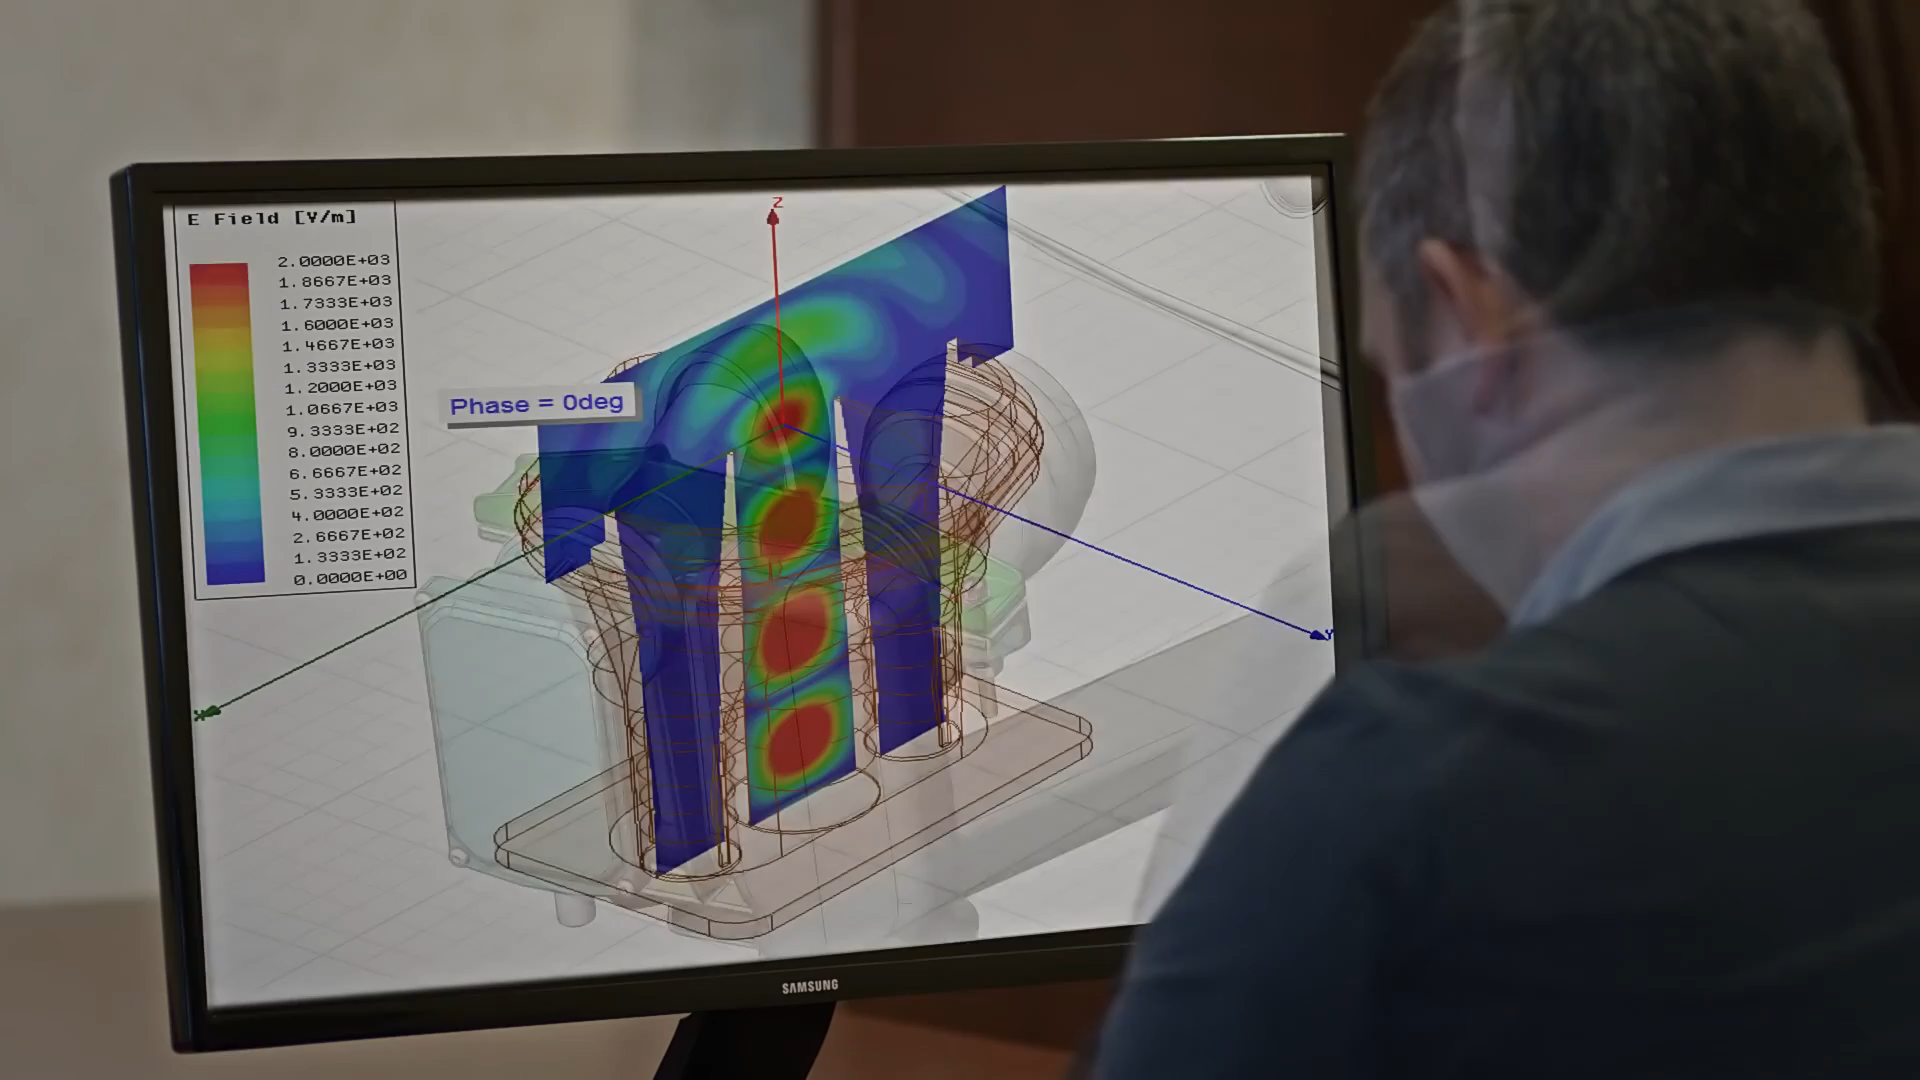 E Field [V/m]
2.0000E+03
1.8667E+03
1.7333E+03
1.6000E+03
1.4667E+03
1.3333E+03
1.2000E+03
1.0667E+03
9.3333E+02
8.0000E+02
6.6667E+02
5.3333E+02
4.0000E+02
2.6667E+02
1.3333E+02
0.0000E+00
Z
Phase = 0deg
Y
X
SAMSUNG